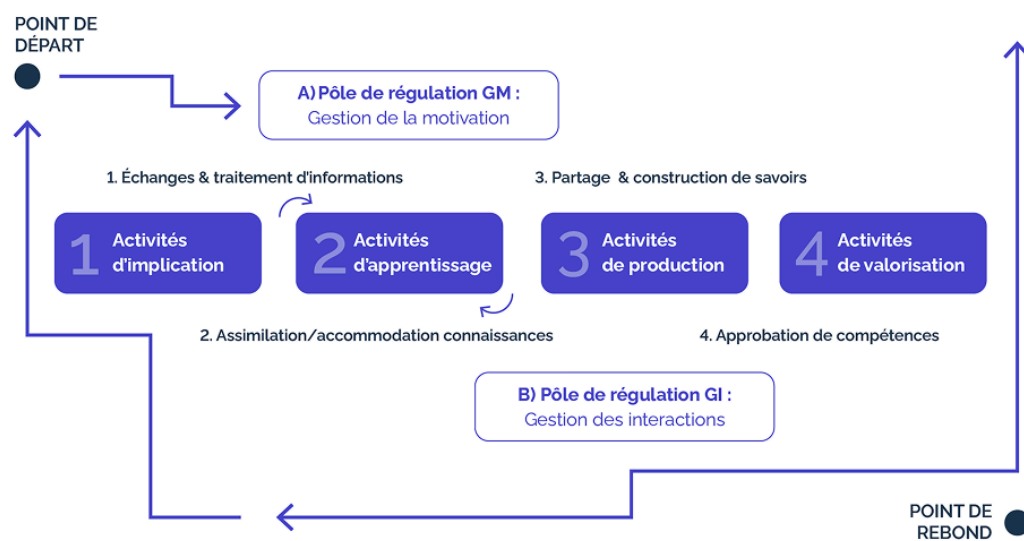 POINT DE
DÉPART
A) Pôle de régulation GM :
Gestion de la motivation
1. Échanges & traitement d'informations
3. Partage & construction de savoirs
1 Activités
d'implication
2 Activités
d'apprentissage
3 Activités
de production
4 Activités
de valorisation
2. Assimilation/accommodation connaissances
4. Approbation de compétences
B) Pôle de régulation GI :
Gestion des interactions
POINT DE
REBOND